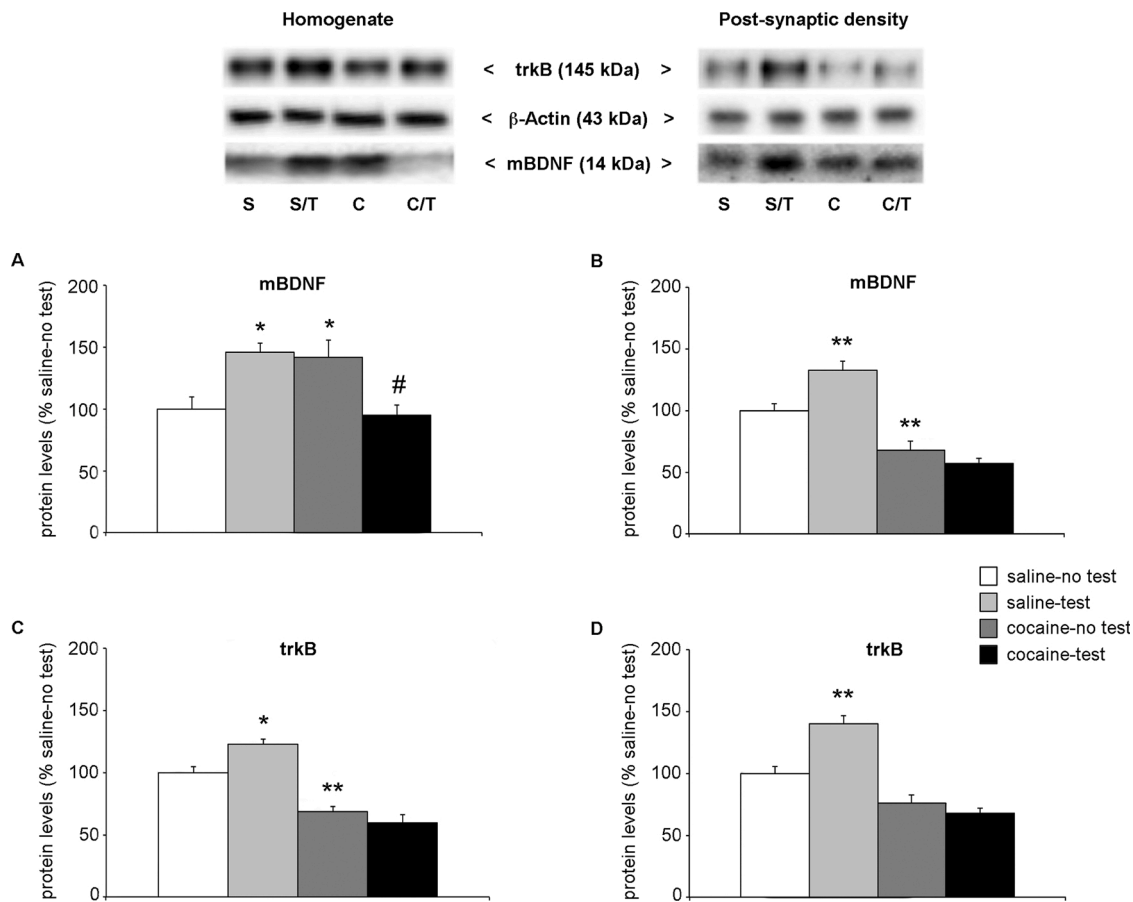 Homogenate
Post-synaptic density
< trkB (145 kDa) >
< β-Actin (43 kDa) >
< mBDNF (14 kDa) >
S S/T C C/T
S S/T C C/T
A
mBDNF
protein levels (% saline-no test)
200
150
100
50
0
*
*
#
B
mBDNF
protein levels (% saline-no test)
200
150
100
50
0
**
**
saline-no test
saline-test
cocaine-no test
cocaine-test
C
trkB
protein levels (% saline-no test)
200
150
100
50
0
*
**
D
trkB
protein levels (% saline-no test)
200
150
100
50
0
**